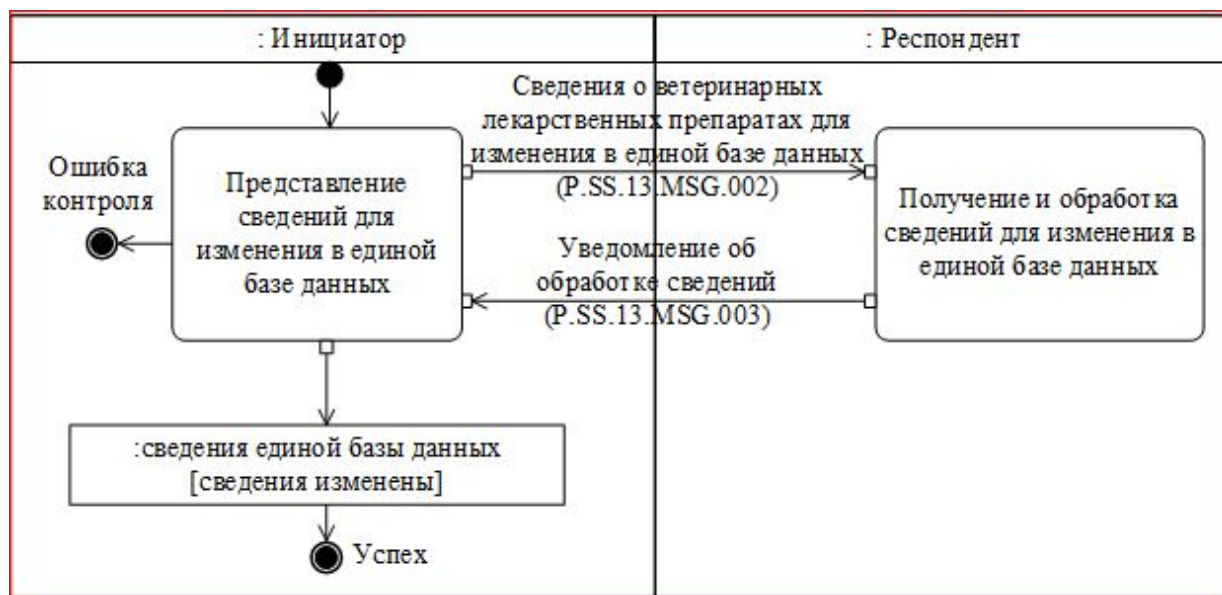 : Инициатор
: Респондент
Сведения о ветеринарных
лекарственных препаратах для
изменения в единой базе данных
(P.SS.13.MSG.002)
Ошибка
контроля
Представление
сведений для
изменения в единой
базе данных
Получение и обработка
сведений для изменения в
единой базе данных
Уведомление об
обработке сведений
(P.SS.13.MSG.003)
:сведения единой базы данных
[сведения изменены]
Успех